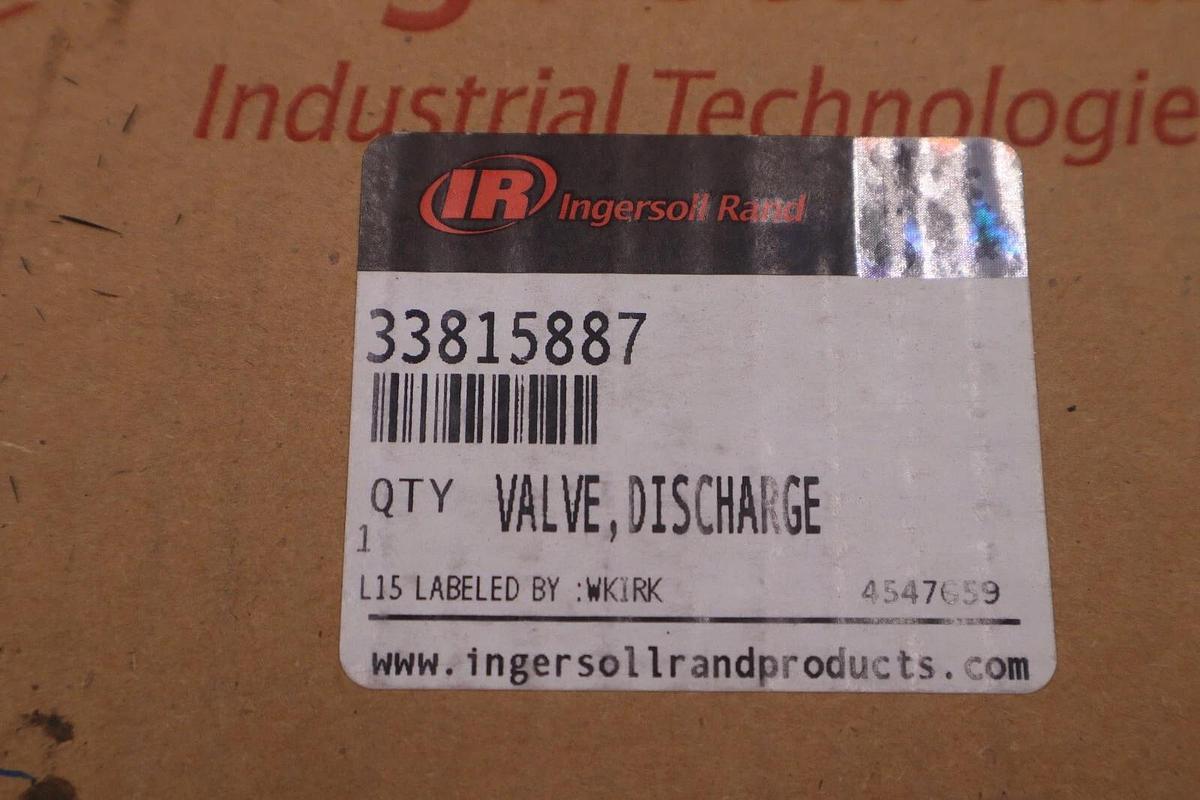 Industrial Technologie
IR Ingersoll Rand
33815887
QTY VALVE,DISCHARGE
1
L15 LABELED BY :WKIRK 4547659
www.ingersollrandproducts.com